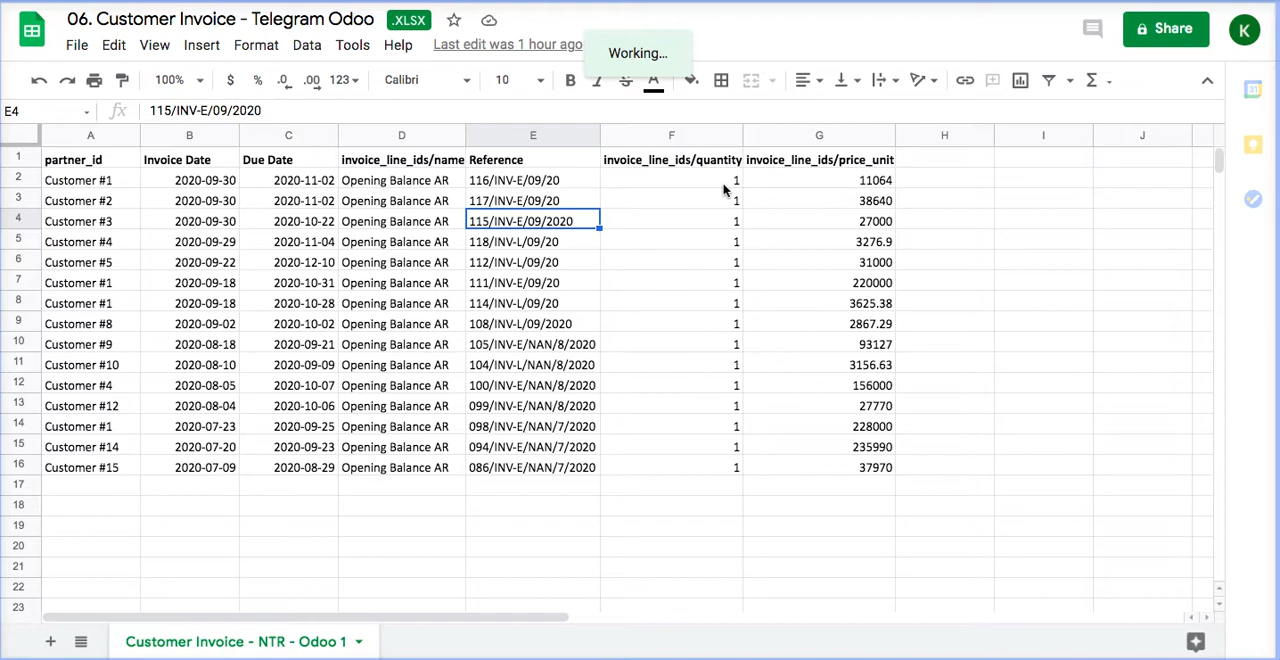 06. Customer Invoice - Telegram Odoo .XLSX
File Edit View Insert Format Data Tools Help Last edit was 1 hour ago
Working...
Share
K
100% $ % .0 .00 123 Calibri 10 B I S A Σ
E4 fx 115/INV-E/09/2020
A B C D E F G H I J
1 partner_id Invoice Date Due Date invoice_line_ids/name Reference invoice_line_ids/quantity invoice_line_ids/price_unit
2 Customer #1 2020-09-30 2020-11-02 Opening Balance AR 116/INV-E/09/20 1 11064
3 Customer #2 2020-09-30 2020-11-02 Opening Balance AR 117/INV-E/09/20 1 38640
4 Customer #3 2020-09-30 2020-10-22 Opening Balance AR 115/INV-E/09/2020 1 27000
5 Customer #4 2020-09-29 2020-11-04 Opening Balance AR 118/INV-L/09/20 1 3276.9
6 Customer #5 2020-09-22 2020-12-10 Opening Balance AR 112/INV-L/09/20 1 31000
7 Customer #1 2020-09-18 2020-10-31 Opening Balance AR 111/INV-E/09/20 1 220000
8 Customer #1 2020-09-18 2020-10-28 Opening Balance AR 114/INV-L/09/20 1 3625.38
9 Customer #8 2020-09-02 2020-10-02 Opening Balance AR 108/INV-L/09/2020 1 2867.29
10 Customer #9 2020-08-18 2020-09-21 Opening Balance AR 105/INV-E/NAN/8/2020 1 93127
11 Customer #10 2020-08-10 2020-09-09 Opening Balance AR 104/INV-L/NAN/8/2020 1 3156.63
12 Customer #4 2020-08-05 2020-10-07 Opening Balance AR 100/INV-E/NAN/8/2020 1 156000
13 Customer #12 2020-08-04 2020-10-06 Opening Balance AR 099/INV-E/NAN/8/2020 1 27770
14 Customer #1 2020-07-23 2020-09-25 Opening Balance AR 098/INV-E/NAN/7/2020 1 228000
15 Customer #14 2020-07-20 2020-09-23 Opening Balance AR 094/INV-E/NAN/7/2020 1 235990
16 Customer #15 2020-07-09 2020-08-29 Opening Balance AR 086/INV-E/NAN/7/2020 1 37970
17
18
19
20
21
22
23
Customer Invoice - NTR - Odoo 1
31